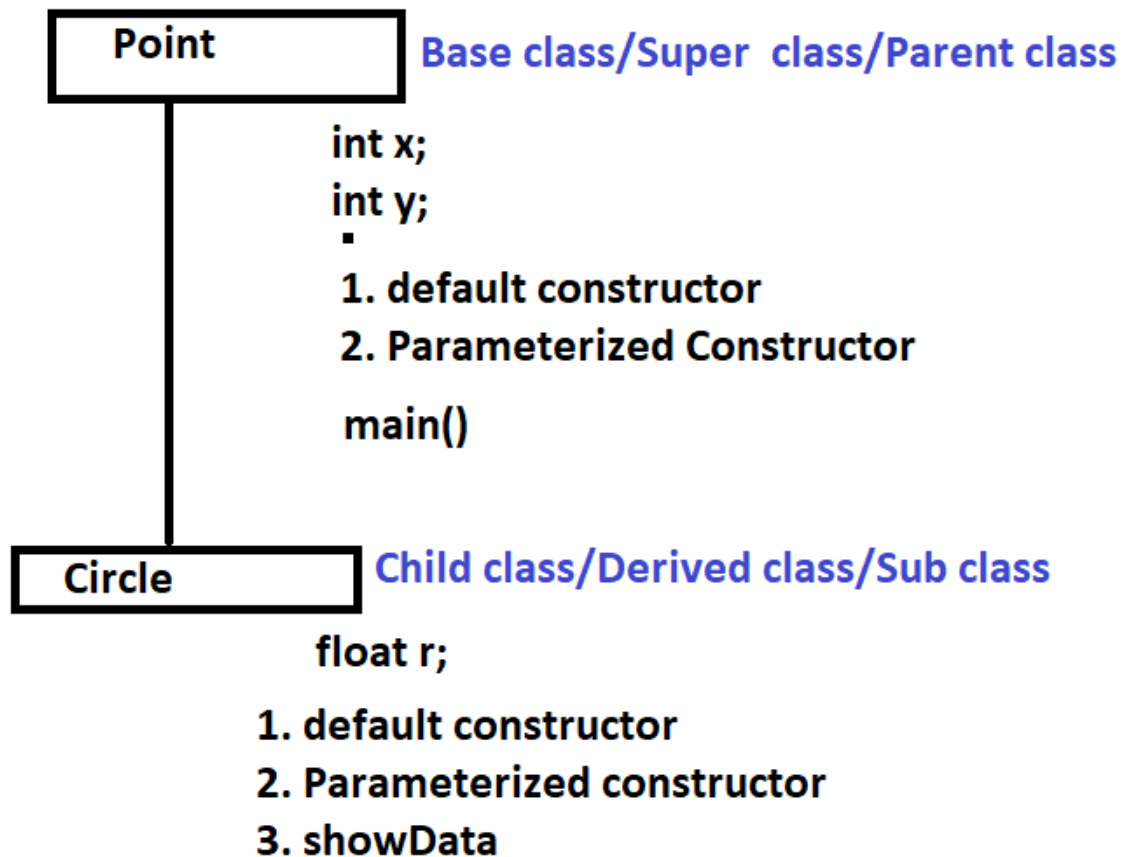 Point
Base class/Super class/Parent class
int x;
int y;
1. default constructor
2. Parameterized Constructor
main()
Circle
Child class/Derived class/Sub class
float r;
1. default constructor
2. Parameterized constructor
3. showData